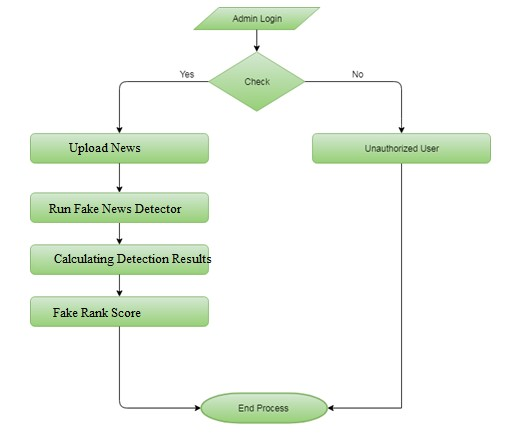 Admin Login
Check
Yes
No
Upload News
Unauthorized User
Run Fake News Detector
Calculating Detection Results
Fake Rank Score
End Process